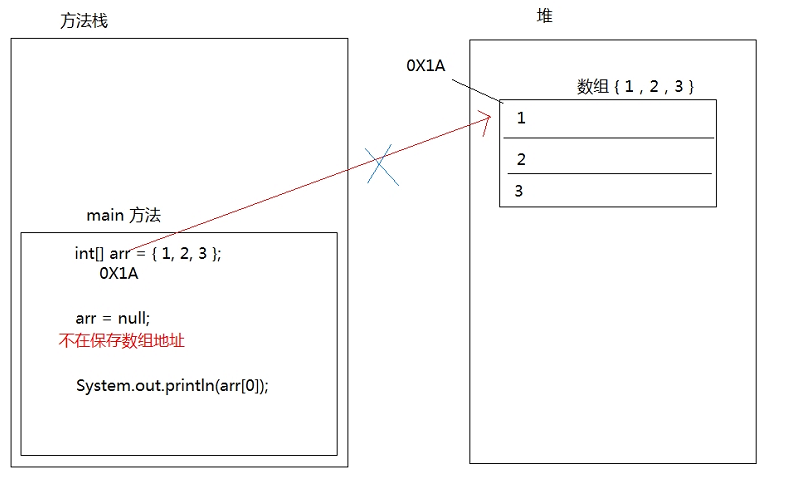 方法栈
堆
0X1A
数组 { 1 , 2 , 3 }
1
2
3
main 方法
int[] arr = { 1, 2, 3 };
0X1A
arr = null;
不在保存数组地址
System.out.println(arr[0]);